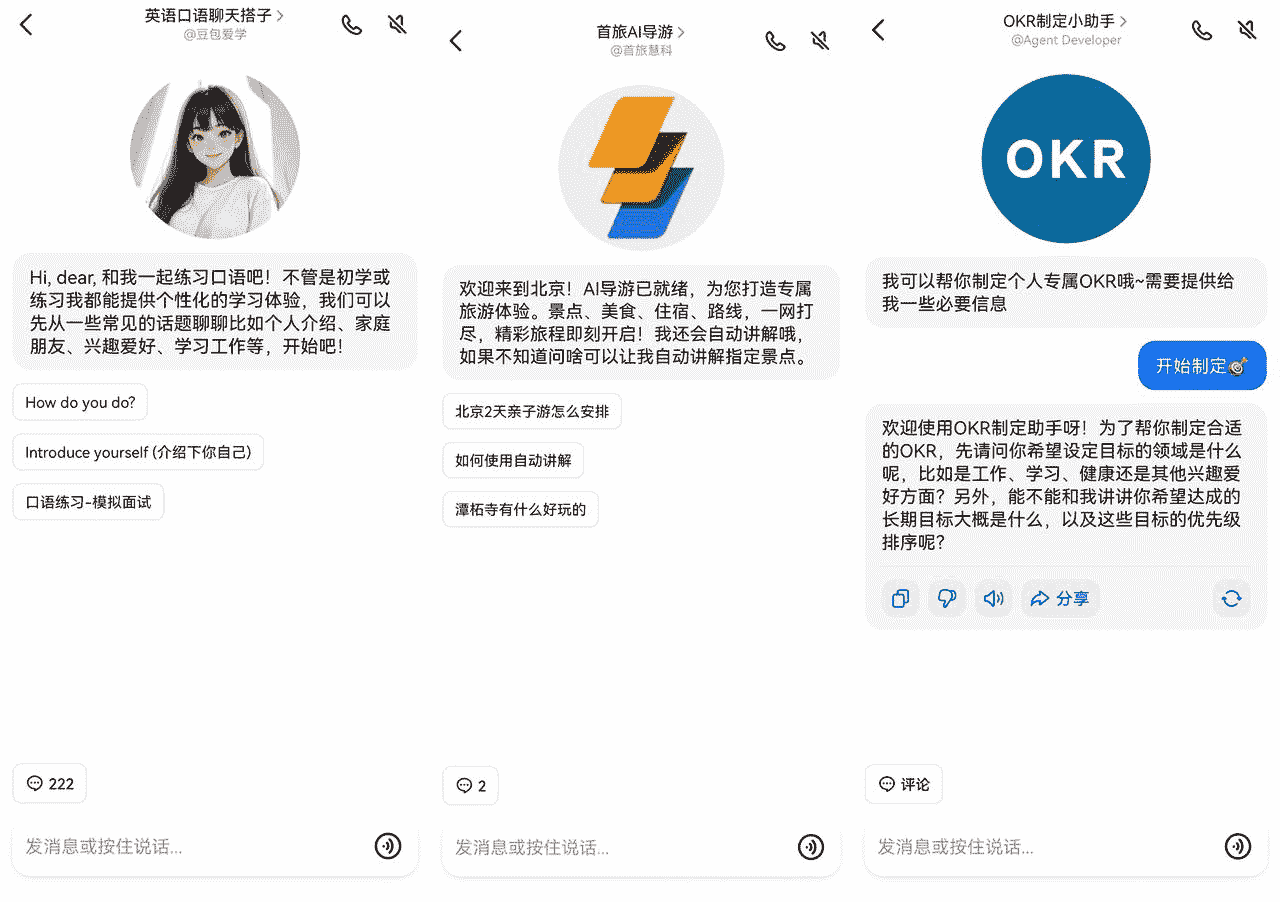 英语口语聊天搭子
@豆包爱学
Hi, dear, 和我一起练习口语吧！不管是初学或
练习我都能提供个性化的学习体验，我们可以
先从一些常见的话题聊聊比如个人介绍、家庭
朋友、兴趣爱好、学习工作等，开始吧！
How do you do?
Introduce yourself (介绍下你自己)
口语练习-模拟面试
222
发消息或按住说话...
首旅AI导游
@首旅慧科
欢迎来到北京！AI导游已就绪，为您打造专属
旅游体验。景点、美食、住宿、路线，一网打
尽，精彩旅程即刻开启！我还会自动讲解哦，
如果不知道问啥可以让我自动讲解指定景点。
北京2天亲子游怎么安排
如何使用自动讲解
潭柘寺有什么好玩的
2
发消息或按住说话...
OKR制定小助手
@Agent Developer
OKR
我可以帮你制定个人专属OKR哦~需要提供给
我一些必要信息
开始制定🎯
欢迎使用OKR制定助手呀！为了帮你制定合适
的OKR，先请问你希望设定目标的领域是什么
呢，比如是工作、学习、健康还是其他兴趣爱
好方面？另外，能不能和我讲讲你希望达成的
长期目标大概是什么，以及这些目标的优先级
排序呢？
分享
评论
发消息或按住说话...